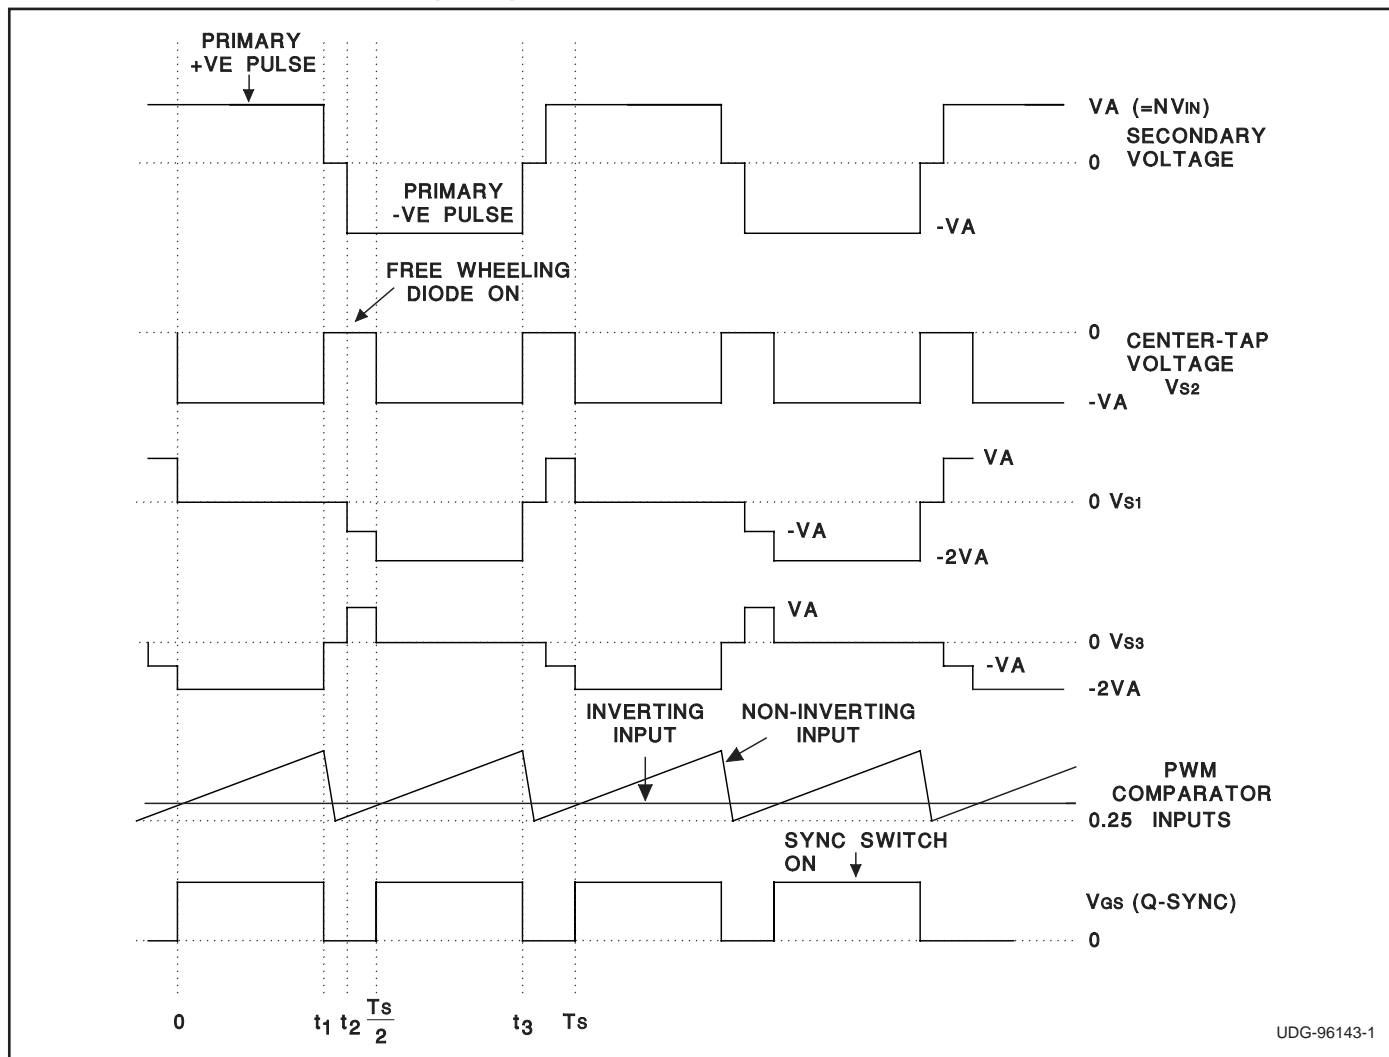 PRIMARY
+VE PULSE
VA (=NVIN)
SECONDARY
VOLTAGE
0
PRIMARY
-VE PULSE
-VA
FREE WHEELING
DIODE ON
0
CENTER-TAP
VOLTAGE
VS2
-VA
VA
0 VS1
-VA
-2VA
VA
0 VS3
-VA
-2VA
INVERTING
INPUT
NON-INVERTING
INPUT
PWM
COMPARATOR
0.25 INPUTS
SYNC SWITCH
ON
VGS (Q-SYNC)
0
0 t1 t2 Ts/2 t3 Ts
UDG-96143-1